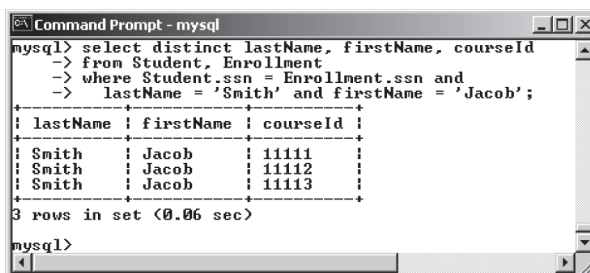 Command Prompt - mysql
mysql> select distinct lastName, firstName, courseId
    -> from Student, Enrollment
    -> where Student.ssn = Enrollment.ssn and
    ->   lastName = 'Smith' and firstName = 'Jacob';
+----------+-----------+----------+
| lastName | firstName | courseId |
+----------+-----------+----------+
| Smith    | Jacob     | 11111    |
| Smith    | Jacob     | 11112    |
| Smith    | Jacob     | 11113    |
+----------+-----------+----------+
3 rows in set (0.06 sec)
mysql>